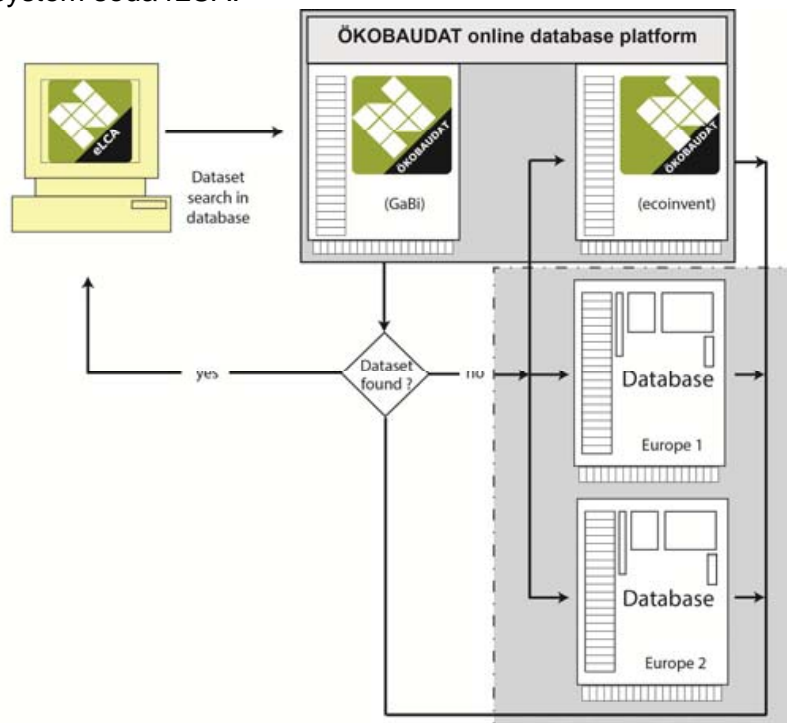 ÖKOBAUDAT online database platform
eLCA
Dataset
search in
database
ÖKOBAUDAT
(GaBi)
ÖKOBAUDAT
(ecoinvent)
Dataset
found ?
yes
no
Database
Europe 1
Database
Europe 2